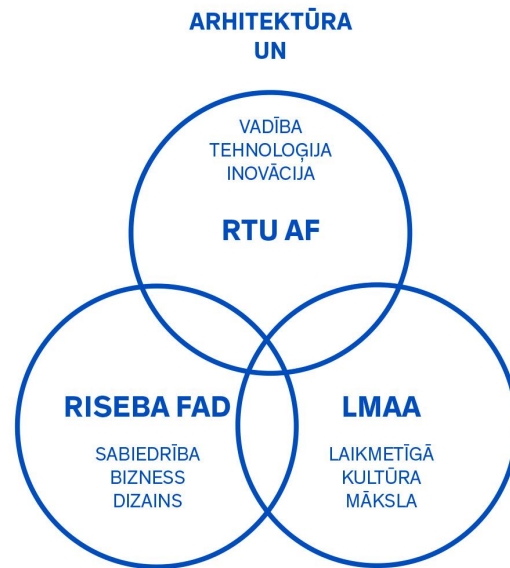 ARHITEKTŪRA
UN
VADĪBA
TEHNOLOĢIJA
INOVĀCIJA
RTU AF
RISEBA FAD
SABIEDRĪBA
BIZNESS
DIZAINS
LMAA
LAIKMETĪGĀ
KULTŪRA
MĀKSLA